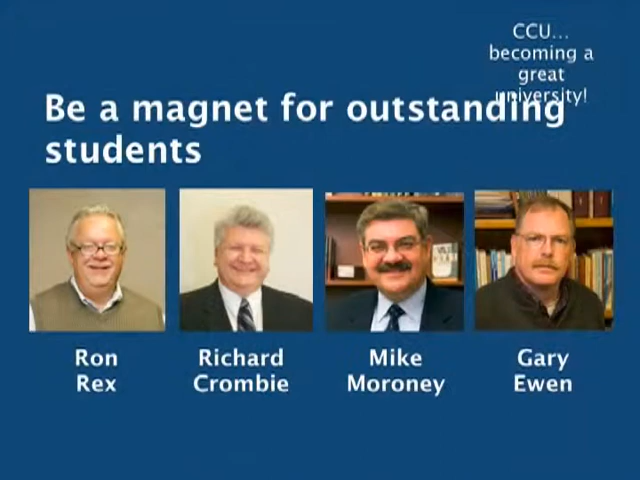 CCU...
becoming a
great
university!
Be a magnet for outstanding
students
Ron
Rex
Richard
Crombie
Mike
Moroney
Gary
Ewen